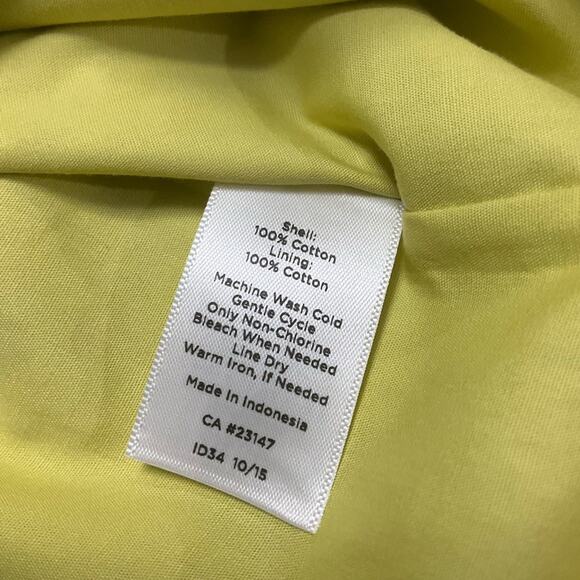 Shell:
100% Cotton
Lining:
100% Cotton
Machine Wash Cold
Gentle Cycle
Only Non-Chlorine
Bleach When Needed
Line Dry
Warm Iron, If Needed
Made In Indonesia
CA #23147
ID34 10/15